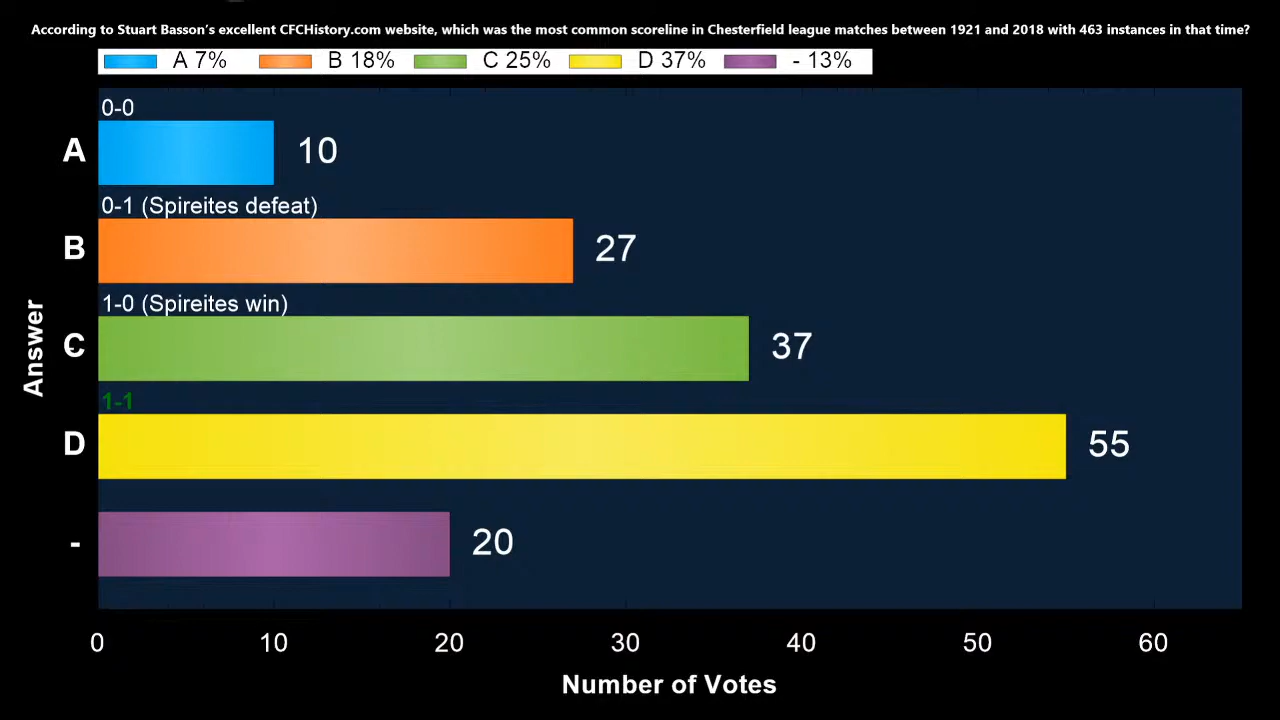 According to Stuart Basson's excellent CFCHistory.com website, which was the most common scoreline in Chesterfield league matches between 1921 and 2018 with 463 instances in that time?
A 7% B 18% C 25% D 37% - 13%
0-0
A 10
0-1 (Spireites defeat)
B 27
1-0 (Spireites win)
C 37
1-1
D 55
- 20
Answer
0 10 20 30 40 50 60
Number of Votes